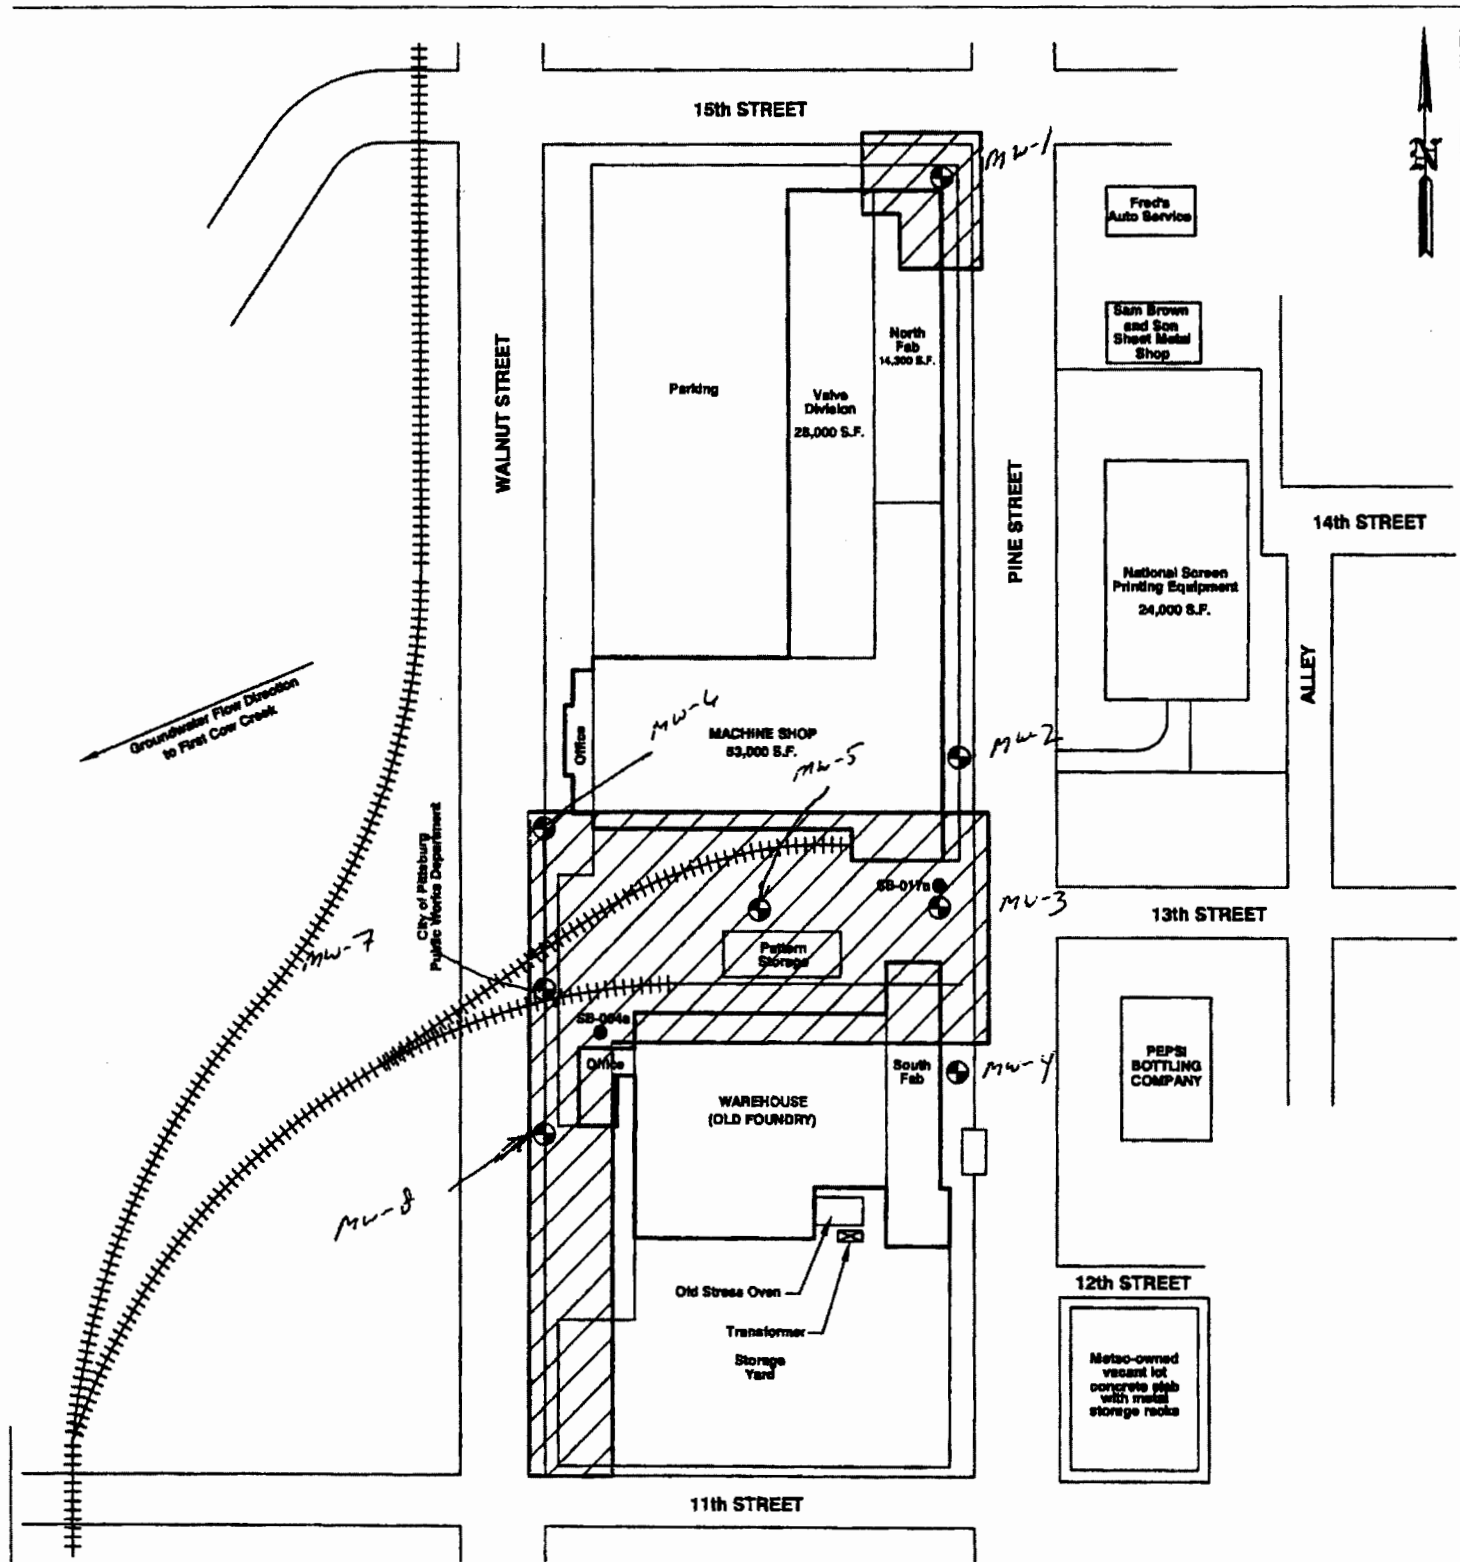 15th STREET
MW-1
N
Fred's
Auto Service
Sam Brown
and Son
Sheet Metal
Shop
WALNUT STREET
North
Fab
14,300 S.F.
Parking
Valve
Division
28,000 S.F.
PINE STREET
14th STREET
National Screen
Printing Equipment
24,000 S.F.
ALLEY
Groundwater Flow Direction
to First Cow Creek
MW-6
Office
MACHINE SHOP
53,000 S.F.
MW-2
MW-5
City of Pittsburg
Public Works Department
SB-017a
MW-3
13th STREET
MW-7
Pattern
Storage
SB-004a
Office
South
Fab
MW-4
PEPSI
BOTTLING
COMPANY
WAREHOUSE
(OLD FOUNDRY)
MW-8
Old Stress Oven
12th STREET
Transformer
Storage
Yard
Metso-owned
vacant lot
concrete slab
with metal
storage racks
11th STREET